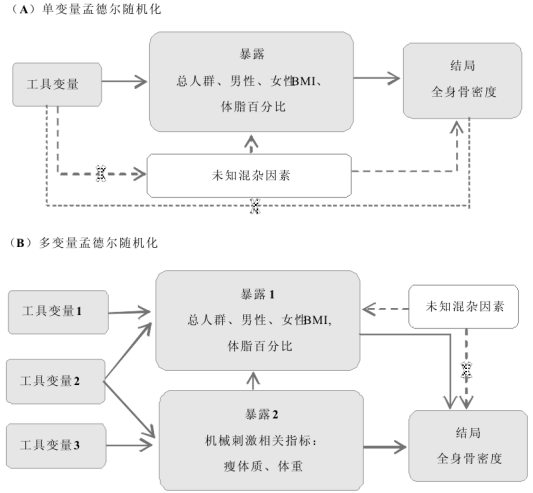 （A）单变量孟德尔随机化
暴露
总人群、男性、女性BMI、
体脂百分比
工具变量
结局
全身骨密度
未知混杂因素
（B）多变量孟德尔随机化
暴露1
总人群、男性、女性BMI,
体脂百分比
工具变量1
未知混杂因素
工具变量2
暴露2
机械刺激相关指标：
瘦体质、体重
工具变量3
结局
全身骨密度